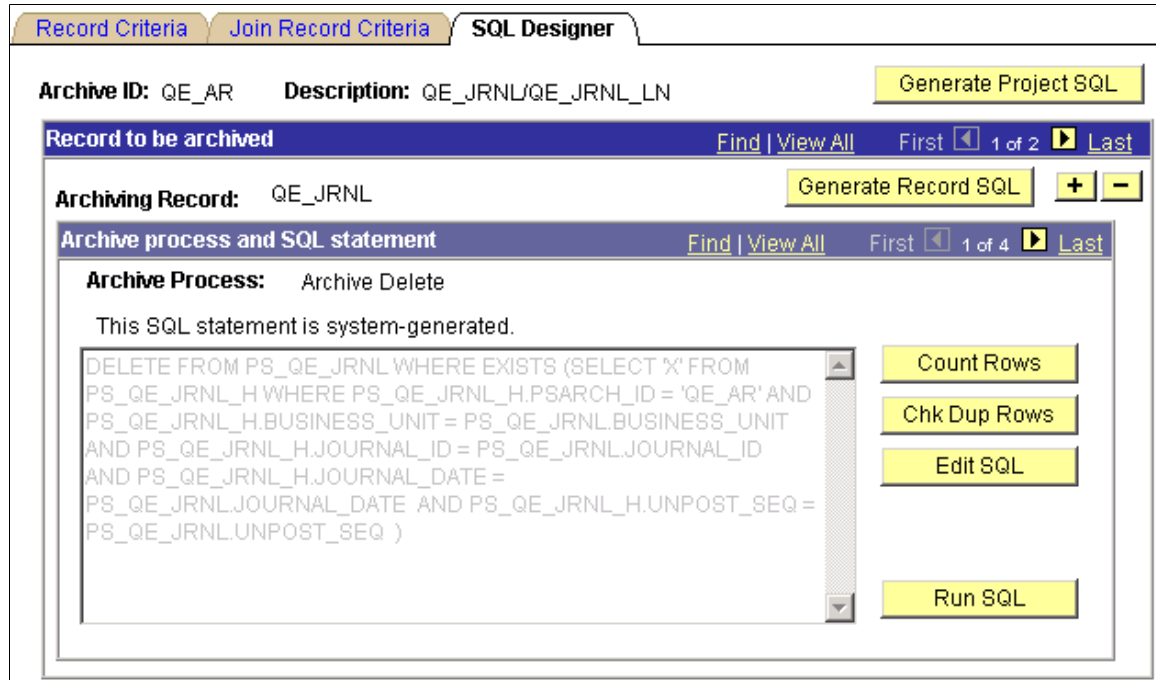 Record Criteria Join Record Criteria SQL Designer
Archive ID: QE_AR Description: QE_JRNL/QE_JRNL_LN Generate Project SQL
Record to be archived Find | View All First 1 of 2 Last
Archiving Record: QE_JRNL Generate Record SQL + −
Archive process and SQL statement Find | View All First 1 of 4 Last
Archive Process: Archive Delete
This SQL statement is system-generated.
DELETE FROM PS_QE_JRNL WHERE EXISTS (SELECT 'X' FROM
PS_QE_JRNL_H WHERE PS_QE_JRNL_H.PSARCH_ID = 'QE_AR' AND
PS_QE_JRNL_H.BUSINESS_UNIT = PS_QE_JRNL.BUSINESS_UNIT
AND PS_QE_JRNL_H.JOURNAL_ID = PS_QE_JRNL.JOURNAL_ID
AND PS_QE_JRNL_H.JOURNAL_DATE =
PS_QE_JRNL.JOURNAL_DATE AND PS_QE_JRNL_H.UNPOST_SEQ =
PS_QE_JRNL.UNPOST_SEQ )
Count Rows
Chk Dup Rows
Edit SQL
Run SQL